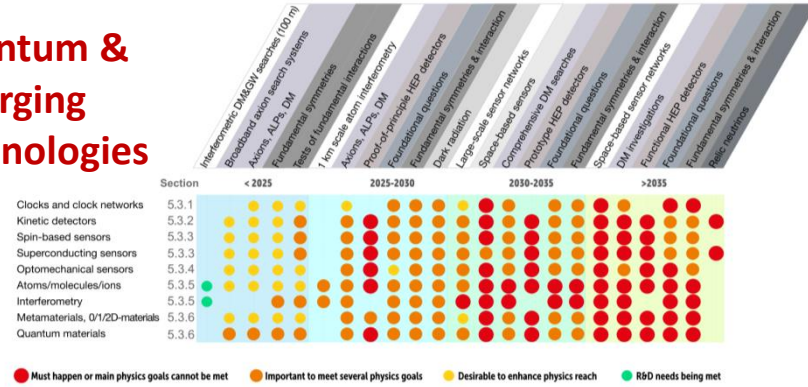 ntum &
rging
nologies
Interferometric DM&GW searches (100 m)
Broadband axion search systems
Axions, ALPs, DM
Fundamental symmetries
Tests of fundamental interactions
1 km scale atom interferometry
Axions, ALPs, DM
Proof-of-principle HEP detectors
Foundational questions
Fundamental symmetries & interaction
Dark radiation
Large-scale sensor networks
Space-based sensors
Comprehensive DM searches
Prototype HEP detectors
Foundational questions
Fundamental symmetries & interaction
Space-based sensor networks
DM investigations
Functional HEP detectors
Foundational questions
Fundamental symmetries & interaction
Relic neutrinos
Section < 2025 2025-2030 2030-2035 >2035
Clocks and clock networks 5.3.1
Kinetic detectors 5.3.2
Spin-based sensors 5.3.3
Superconducting sensors 5.3.3
Optomechanical sensors 5.3.4
Atoms/molecules/ions 5.3.5
Interferometry 5.3.5
Metamaterials, 0/1/2D-materials 5.3.6
Quantum materials 5.3.6
Must happen or main physics goals cannot be met Important to meet several physics goals Desirable to enhance physics reach R&D needs being met